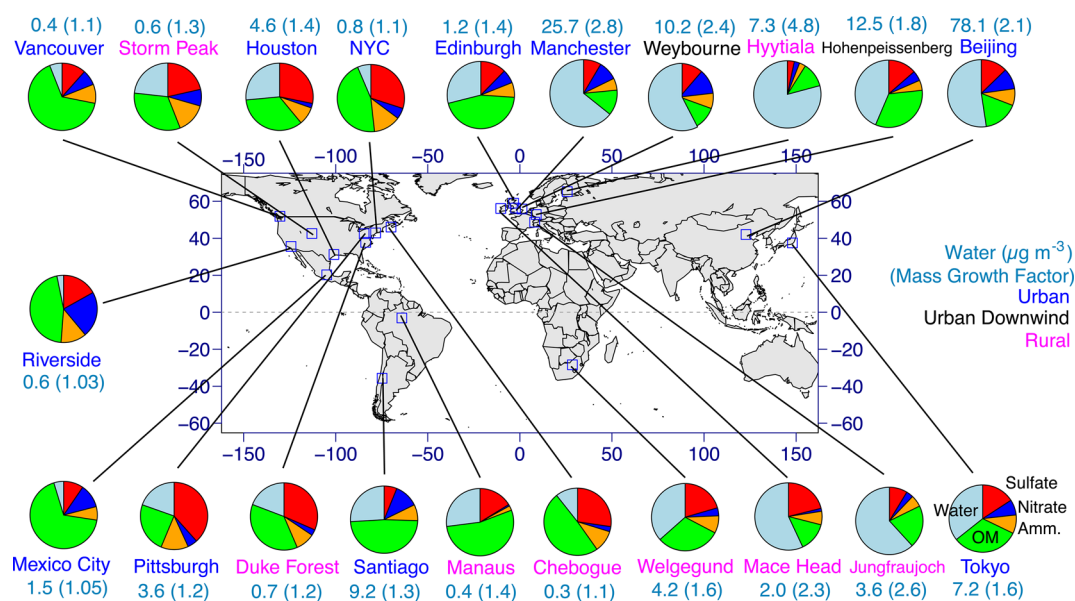 0.4 (1.1) 0.6 (1.3) 4.6 (1.4) 0.8 (1.1) 1.2 (1.4) 25.7 (2.8) 10.2 (2.4) 7.3 (4.8) 12.5 (1.8) 78.1 (2.1)
Vancouver Storm Peak Houston NYC Edinburgh Manchester Weybourne Hyytiala Hohenpeissenberg Beijing
−150 −100 −50 0 50 100 150
60 60
40 40
20 20
0 0
−20 −20
−40 −40
−60 −60
−150 −100 −50 0 50 100 150
Water (μg m-3)
(Mass Growth Factor)
Urban
Urban Downwind
Rural
Riverside
0.6 (1.03)
Sulfate
Water Nitrate
Amm.
OM
Mexico City Pittsburgh Duke Forest Santiago Manaus Chebogue Welgegund Mace Head Jungfraujoch Tokyo
1.5 (1.05) 3.6 (1.2) 0.7 (1.2) 9.2 (1.3) 0.4 (1.4) 0.3 (1.1) 4.2 (1.6) 2.0 (2.3) 3.6 (2.6) 7.2 (1.6)